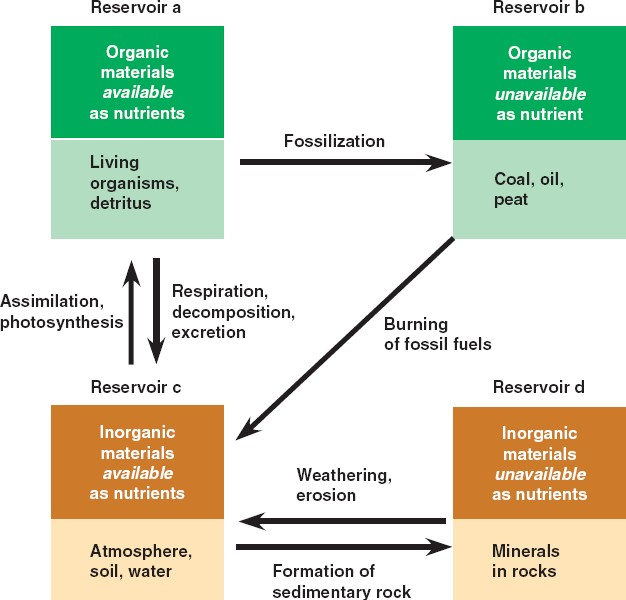 Reservoir a
Reservoir b
Organic
materials
available
as nutrients
Organic
materials
unavailable
as nutrient
Fossilization
Living
organisms,
detritus
Coal, oil,
peat
Assimilation,
photosynthesis
Respiration,
decomposition,
excretion
Burning
of fossil fuels
Reservoir c
Reservoir d
Inorganic
materials
available
as nutrients
Inorganic
materials
unavailable
as nutrients
Weathering,
erosion
Atmosphere,
soil, water
Minerals
in rocks
Formation of
sedimentary rock